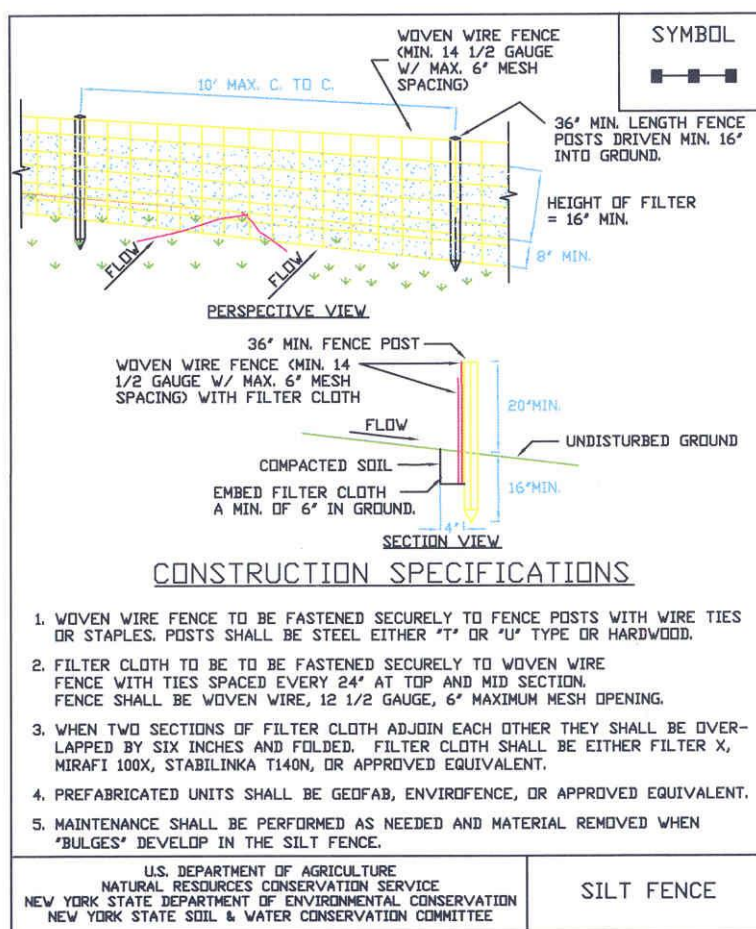 WOVEN WIRE FENCE
(MIN. 14 1/2 GAUGE
W/ MAX. 6" MESH
SPACING)
SYMBOL
10' MAX. C. TO C.
36" MIN. LENGTH FENCE
POSTS DRIVEN MIN. 16"
INTO GROUND.
HEIGHT OF FILTER
= 16" MIN.
8" MIN.
FLOW
FLOW
PERSPECTIVE VIEW
36" MIN. FENCE POST
WOVEN WIRE FENCE (MIN. 14
1/2 GAUGE W/ MAX. 6" MESH
SPACING) WITH FILTER CLOTH
20"MIN.
FLOW
UNDISTURBED GROUND
COMPACTED SOIL
EMBED FILTER CLOTH
A MIN. OF 6" IN GROUND.
16"MIN.
4"
SECTION VIEW
CONSTRUCTION SPECIFICATIONS
1. WOVEN WIRE FENCE TO BE FASTENED SECURELY TO FENCE POSTS WITH WIRE TIES
OR STAPLES. POSTS SHALL BE STEEL EITHER "T" OR "U" TYPE OR HARDWOOD.
2. FILTER CLOTH TO BE TO BE FASTENED SECURELY TO WOVEN WIRE
FENCE WITH TIES SPACED EVERY 24" AT TOP AND MID SECTION.
FENCE SHALL BE WOVEN WIRE, 12 1/2 GAUGE, 6" MAXIMUM MESH OPENING.
3. WHEN TWO SECTIONS OF FILTER CLOTH ADJOIN EACH OTHER THEY SHALL BE OVER-
LAPPED BY SIX INCHES AND FOLDED. FILTER CLOTH SHALL BE EITHER FILTER X,
MIRAFI 100X, STABILINKA T140N, OR APPROVED EQUIVALENT.
4. PREFABRICATED UNITS SHALL BE GEOFAB, ENVIROFENCE, OR APPROVED EQUIVALENT.
5. MAINTENANCE SHALL BE PERFORMED AS NEEDED AND MATERIAL REMOVED WHEN
"BULGES" DEVELOP IN THE SILT FENCE.
U.S. DEPARTMENT OF AGRICULTURE
NATURAL RESOURCES CONSERVATION SERVICE
NEW YORK STATE DEPARTMENT OF ENVIRONMENTAL CONSERVATION
NEW YORK STATE SOIL & WATER CONSERVATION COMMITTEE
SILT FENCE